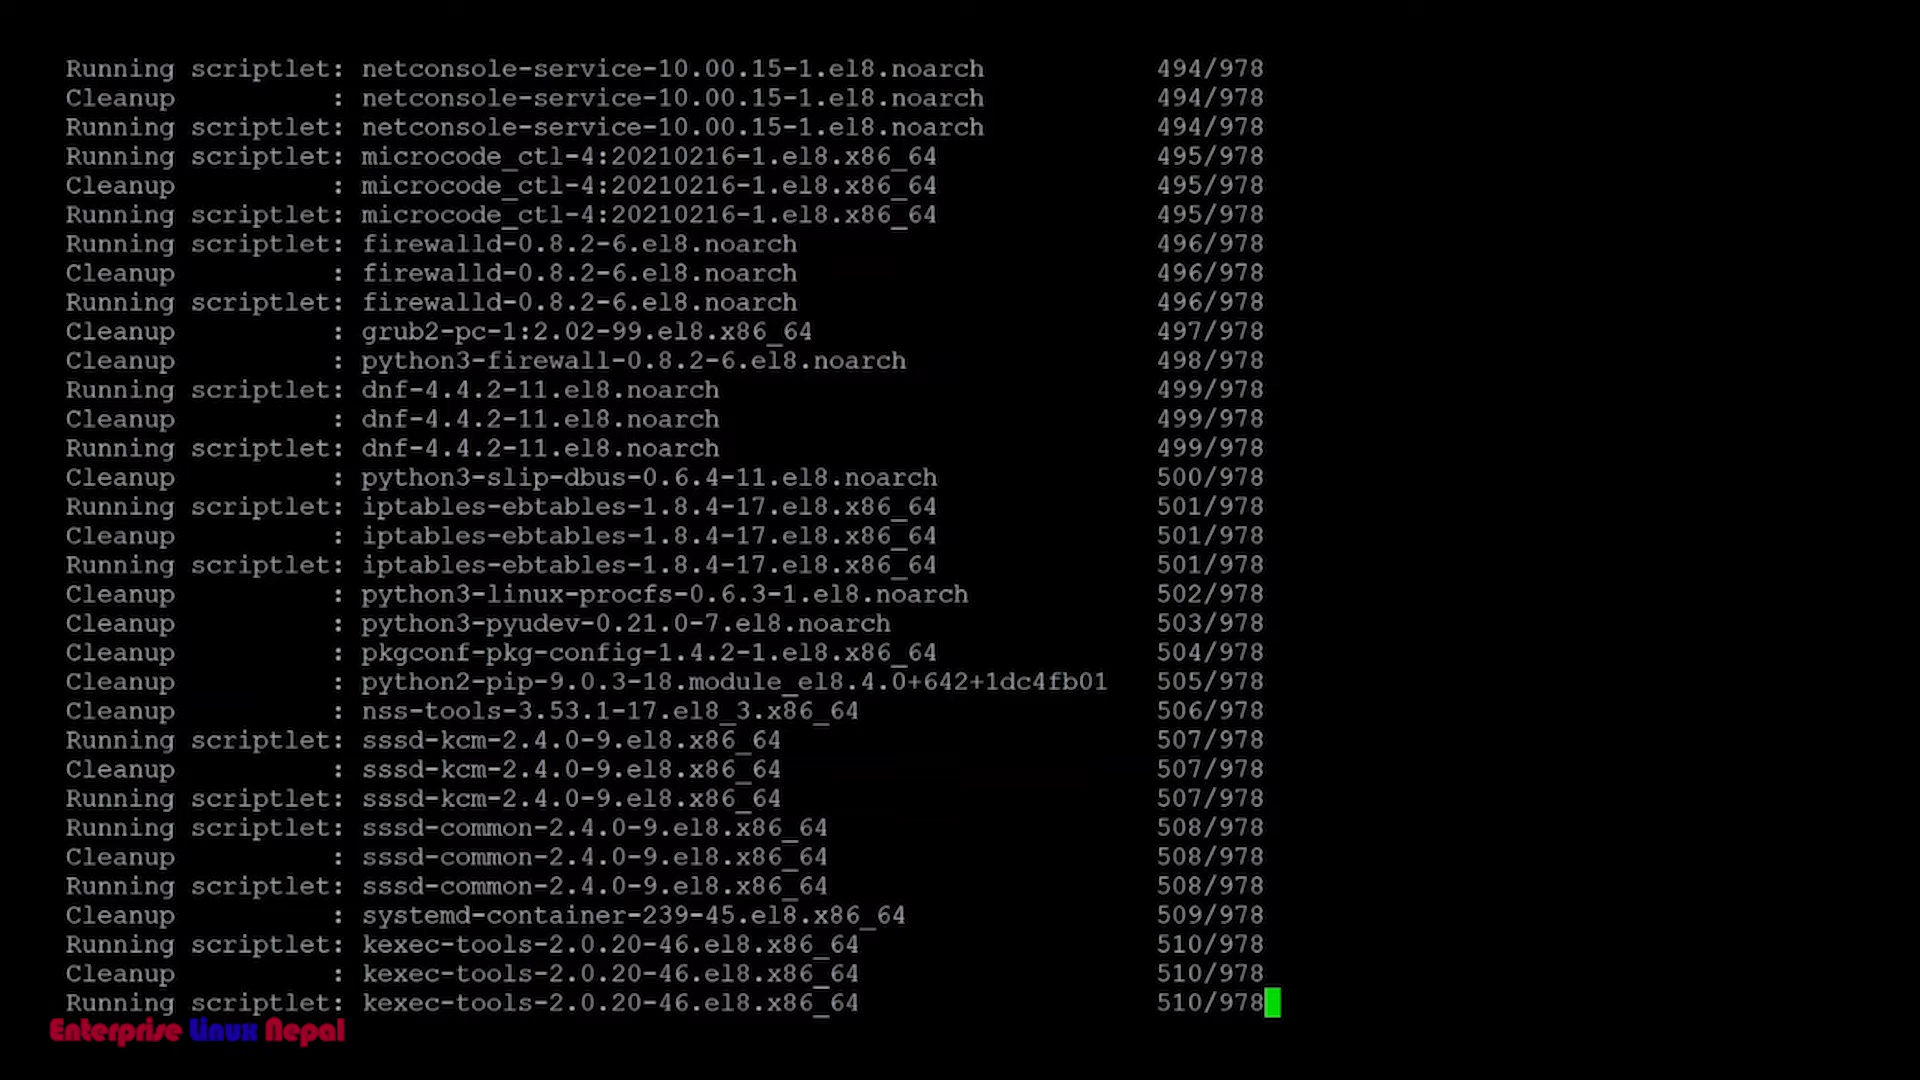 Running scriptlet: netconsole-service-10.00.15-1.el8.noarch 494/978
Cleanup : netconsole-service-10.00.15-1.el8.noarch 494/978
Running scriptlet: netconsole-service-10.00.15-1.el8.noarch 494/978
Running scriptlet: microcode_ctl-4:20210216-1.el8.x86_64 495/978
Cleanup : microcode_ctl-4:20210216-1.el8.x86_64 495/978
Running scriptlet: microcode_ctl-4:20210216-1.el8.x86_64 495/978
Running scriptlet: firewalld-0.8.2-6.el8.noarch 496/978
Cleanup : firewalld-0.8.2-6.el8.noarch 496/978
Running scriptlet: firewalld-0.8.2-6.el8.noarch 496/978
Cleanup : grub2-pc-1:2.02-99.el8.x86_64 497/978
Cleanup : python3-firewall-0.8.2-6.el8.noarch 498/978
Running scriptlet: dnf-4.4.2-11.el8.noarch 499/978
Cleanup : dnf-4.4.2-11.el8.noarch 499/978
Running scriptlet: dnf-4.4.2-11.el8.noarch 499/978
Cleanup : python3-slip-dbus-0.6.4-11.el8.noarch 500/978
Running scriptlet: iptables-ebtables-1.8.4-17.el8.x86_64 501/978
Cleanup : iptables-ebtables-1.8.4-17.el8.x86_64 501/978
Running scriptlet: iptables-ebtables-1.8.4-17.el8.x86_64 501/978
Cleanup : python3-linux-procfs-0.6.3-1.el8.noarch 502/978
Cleanup : python3-pyudev-0.21.0-7.el8.noarch 503/978
Cleanup : pkgconf-pkg-config-1.4.2-1.el8.x86_64 504/978
Cleanup : python2-pip-9.0.3-18.module_el8.4.0+642+1dc4fb01 505/978
Cleanup : nss-tools-3.53.1-17.el8_3.x86_64 506/978
Running scriptlet: sssd-kcm-2.4.0-9.el8.x86_64 507/978
Cleanup : sssd-kcm-2.4.0-9.el8.x86_64 507/978
Running scriptlet: sssd-kcm-2.4.0-9.el8.x86_64 507/978
Running scriptlet: sssd-common-2.4.0-9.el8.x86_64 508/978
Cleanup : sssd-common-2.4.0-9.el8.x86_64 508/978
Running scriptlet: sssd-common-2.4.0-9.el8.x86_64 508/978
Cleanup : systemd-container-239-45.el8.x86_64 509/978
Running scriptlet: kexec-tools-2.0.20-46.el8.x86_64 510/978
Cleanup : kexec-tools-2.0.20-46.el8.x86_64 510/978
Running scriptlet: kexec-tools-2.0.20-46.el8.x86_64 510/978
Enterprise Linux Nepal